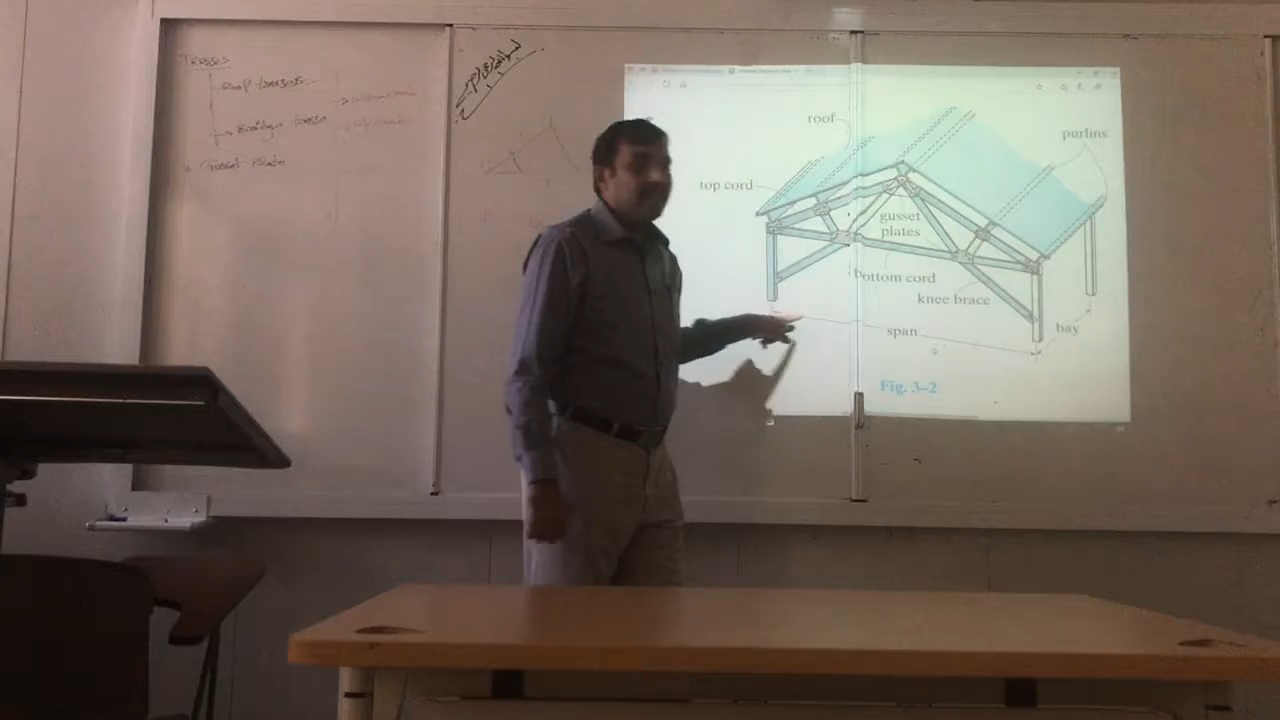 Trusses
Roof trusses
Bridge truss
Gusset Plate
roof
purlins
top cord
gusset
plates
bottom cord
knee brace
span
bay
Fig. 3–2